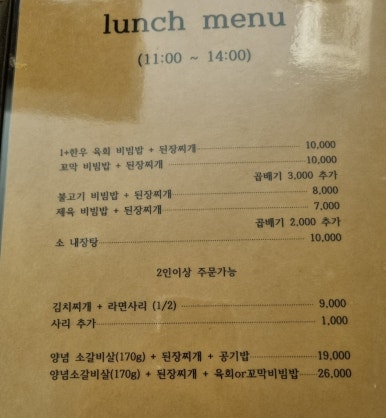 lunch menu
(11:00 ~ 14:00)
1+한우 육회 비빔밥 + 된장찌개 10,000
꼬막 비빔밥 + 된장찌개 10,000
곱배기 3,000 추가
불고기 비빔밥 + 된장찌개 8,000
제육 비빔밥 + 된장찌개 7,000
곱배기 2,000 추가
소 내장탕 10,000
2인이상 주문가능
김치찌개 + 라면사리 (1/2) 9,000
사리 추가 1,000
양념 소갈비살(170g) + 된장찌개 + 공기밥 19,000
양념소갈비살(170g) + 된장찌개 + 육회or꼬막비빔밥 26,000